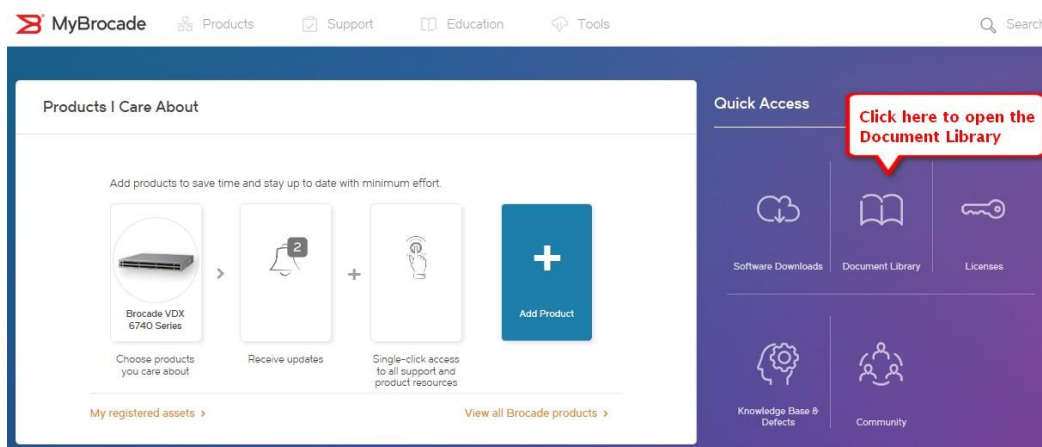 MyBrocade
Products
Support
Education
Tools
Search
Products I Care About
Add products to save time and stay up to date with minimum effort.
Brocade VDX
6740 Series
2
Add Product
Choose products
you care about
Receive updates
Single-click access
to all support and
product resources
My registered assets >
View all Brocade products >
Quick Access
Click here to open the
Document Library
Software Downloads
Document Library
Licenses
Knowledge Base &
Defects
Community